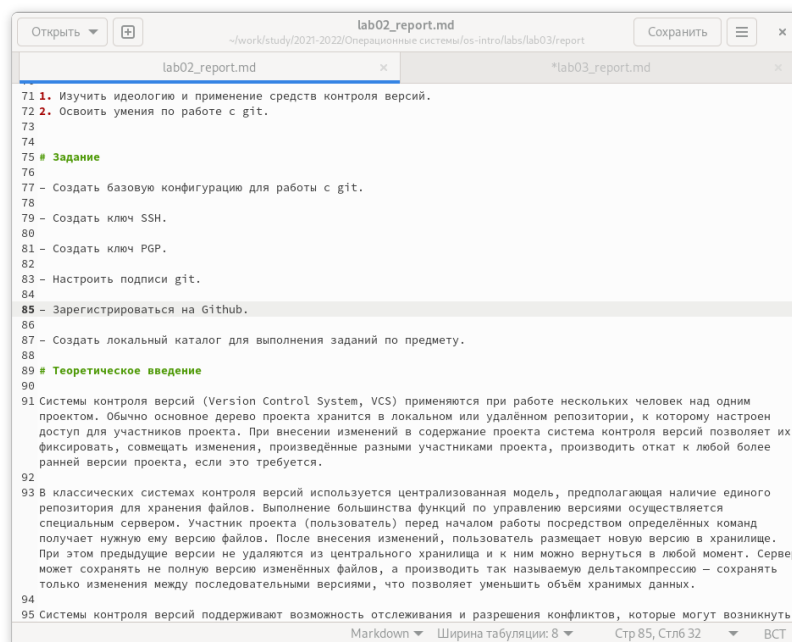 Открыть
lab02_report.md
~/work/study/2021-2022/Операционные системы/os-intro/labs/lab03/report
Сохранить
lab02_report.md
*lab03_report.md
71 1. Изучить идеологию и применение средств контроля версий.
72 2. Освоить умения по работе с git.
73
74
75 # Задание
76
77 - Создать базовую конфигурацию для работы с git.
78
79 - Создать ключ SSH.
80
81 - Создать ключ PGP.
82
83 - Настроить подписи git.
84
85 - Зарегистрироваться на Github.
86
87 - Создать локальный каталог для выполнения заданий по предмету.
88
89 # Теоретическое введение
90
91 Системы контроля версий (Version Control System, VCS) применяются при работе нескольких человек над одним
проектом. Обычно основное дерево проекта хранится в локальном или удалённом репозитории, к которому настроен
доступ для участников проекта. При внесении изменений в содержание проекта система контроля версий позволяет их
фиксировать, совмещать изменения, произведённые разными участниками проекта, производить откат к любой более
ранней версии проекта, если это требуется.
92
93 В классических системах контроля версий используется централизованная модель, предполагающая наличие единого
репозитория для хранения файлов. Выполнение большинства функций по управлению версиями осуществляется
специальным сервером. Участник проекта (пользователь) перед началом работы посредством определённых команд
получает нужную ему версию файлов. После внесения изменений, пользователь размещает новую версию в хранилище.
При этом предыдущие версии не удаляются из центрального хранилища и к ним можно вернуться в любой момент. Серве
может сохранять не полную версию изменённых файлов, а производить так называемую дельтакомпрессию — сохранять
только изменения между последовательными версиями, что позволяет уменьшить объём хранимых данных.
94
95 Системы контроля версий поддерживают возможность отслеживания и разрешения конфликтов, которые могут возникнуть
Markdown
Ширина табуляции: 8
Стр 85, Стлб 32
ВСТ